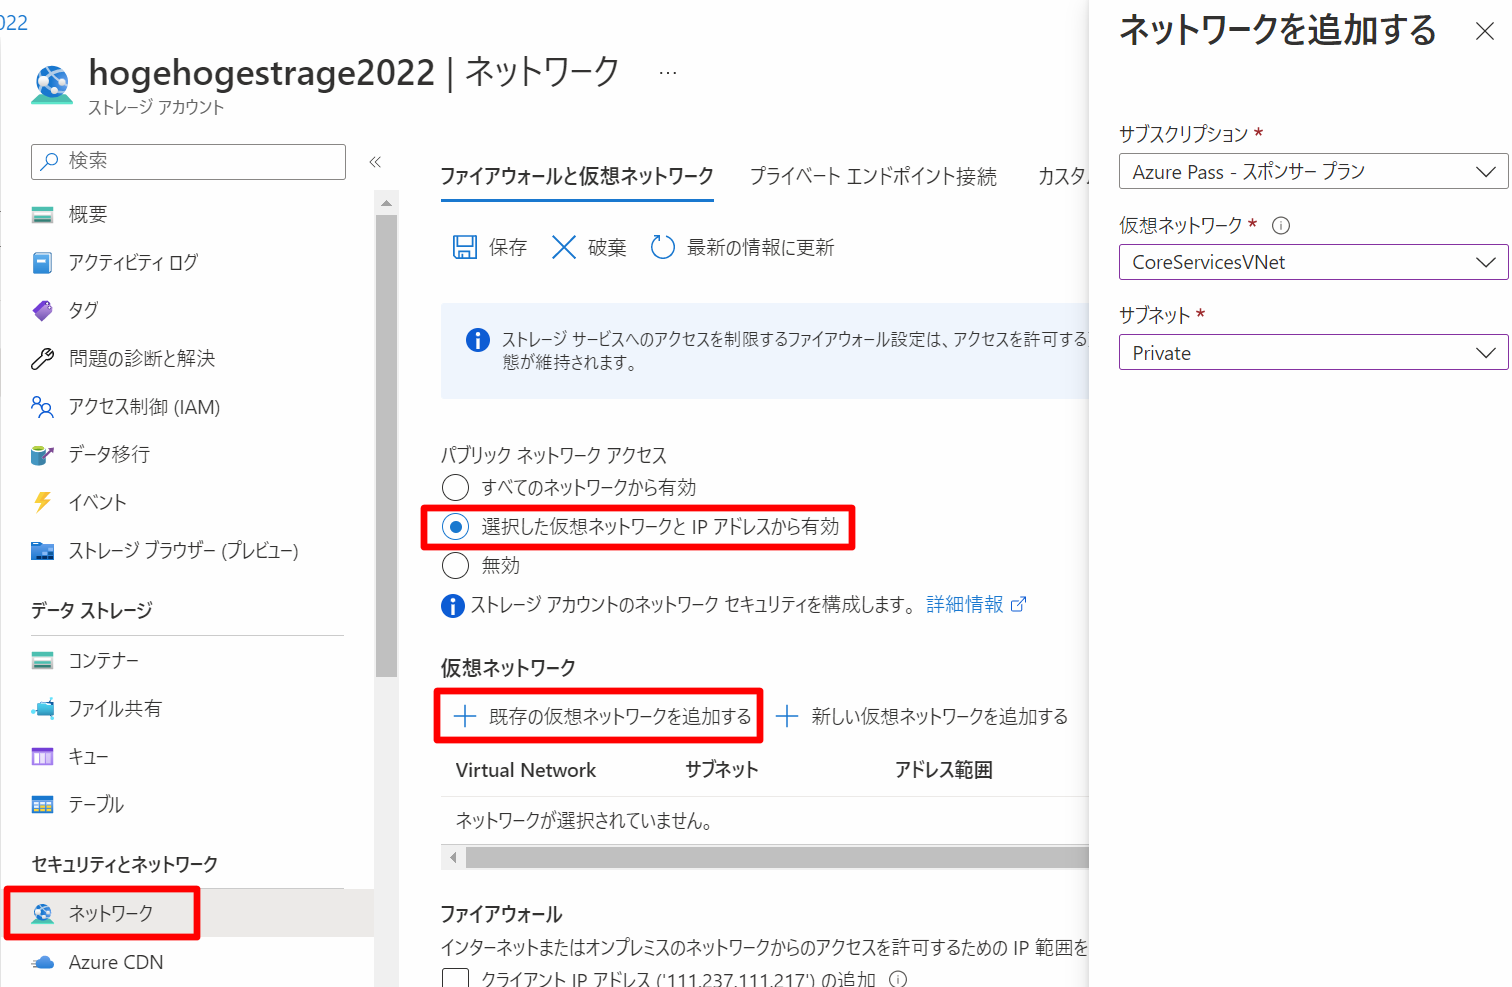 022
hogehogestrage2022 | ネットワーク ...
ストレージ アカウント
検索
«
概要
アクティビティ ログ
タグ
問題の診断と解決
アクセス制御 (IAM)
データ移行
イベント
ストレージ ブラウザー (プレビュー)
データ ストレージ
コンテナー
ファイル共有
キュー
テーブル
セキュリティとネットワーク
ネットワーク
Azure CDN
ファイアウォールと仮想ネットワーク プライベート エンドポイント接続 カスタム
保存 破棄 最新の情報に更新
ストレージ サービスへのアクセスを制限するファイアウォール設定は、アクセスを許可する
態が維持されます。
パブリック ネットワーク アクセス
すべてのネットワークから有効
選択した仮想ネットワークと IP アドレスから有効
無効
ストレージ アカウントのネットワーク セキュリティを構成します。 詳細情報
仮想ネットワーク
既存の仮想ネットワークを追加する 新しい仮想ネットワークを追加する
Virtual Network サブネット アドレス範囲
ネットワークが選択されていません。
ファイアウォール
インターネットまたはオンプレミスのネットワークからのアクセスを許可するための IP 範囲を
クライアント IP アドレス ('111.237.111.217') の追加
ネットワークを追加する
サブスクリプション *
Azure Pass - スポンサー プラン
仮想ネットワーク *
CoreServicesVNet
サブネット *
Private